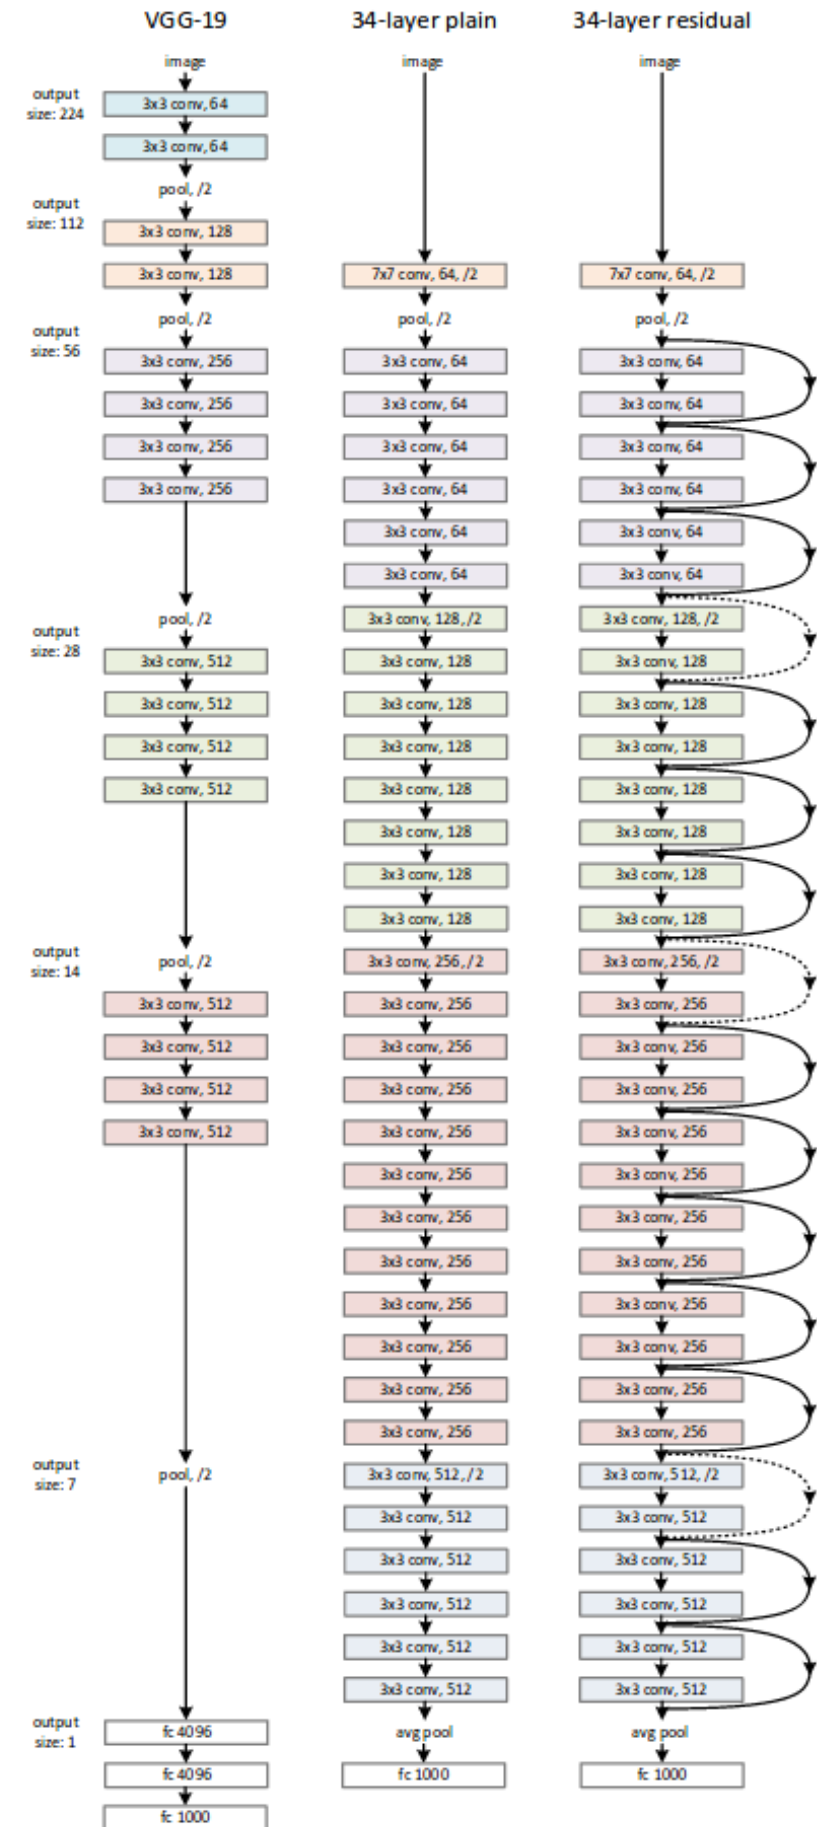 output
size: 224
output
size: 112
output
size: 56
output
size: 28
output
size: 14
output
size: 7
output
size: 1
VGG-19
image
3x3 conv, 64
3x3 conv, 64
pool, /2
3x3 conv, 128
3x3 conv, 128
pool, /2
3x3 conv, 256
3x3 conv, 256
3x3 conv, 256
3x3 conv, 256
pool, /2
3x3 conv, 512
3x3 conv, 512
3x3 conv, 512
3x3 conv, 512
pool, /2
3x3 conv, 512
3x3 conv, 512
3x3 conv, 512
3x3 conv, 512
pool, /2
fc 4096
fc 4096
fc 1000
34-layer plain
image
7x7 conv, 64, /2
pool, /2
3x3 conv, 64
3x3 conv, 64
3x3 conv, 64
3x3 conv, 64
3x3 conv, 64
3x3 conv, 64
3x3 conv, 128, /2
3x3 conv, 128
3x3 conv, 128
3x3 conv, 128
3x3 conv, 128
3x3 conv, 128
3x3 conv, 128
3x3 conv, 128
3x3 conv, 256, /2
3x3 conv, 256
3x3 conv, 256
3x3 conv, 256
3x3 conv, 256
3x3 conv, 256
3x3 conv, 256
3x3 conv, 256
3x3 conv, 256
3x3 conv, 256
3x3 conv, 256
3x3 conv, 256
3x3 conv, 512, /2
3x3 conv, 512
3x3 conv, 512
3x3 conv, 512
3x3 conv, 512
3x3 conv, 512
avg pool
fc 1000
34-layer residual
image
7x7 conv, 64, /2
pool, /2
3x3 conv, 64
3x3 conv, 64
3x3 conv, 64
3x3 conv, 64
3x3 conv, 64
3x3 conv, 64
3x3 conv, 128, /2
3x3 conv, 128
3x3 conv, 128
3x3 conv, 128
3x3 conv, 128
3x3 conv, 128
3x3 conv, 128
3x3 conv, 128
3x3 conv, 256, /2
3x3 conv, 256
3x3 conv, 256
3x3 conv, 256
3x3 conv, 256
3x3 conv, 256
3x3 conv, 256
3x3 conv, 256
3x3 conv, 256
3x3 conv, 256
3x3 conv, 256
3x3 conv, 256
3x3 conv, 512, /2
3x3 conv, 512
3x3 conv, 512
3x3 conv, 512
3x3 conv, 512
3x3 conv, 512
avg pool
fc 1000